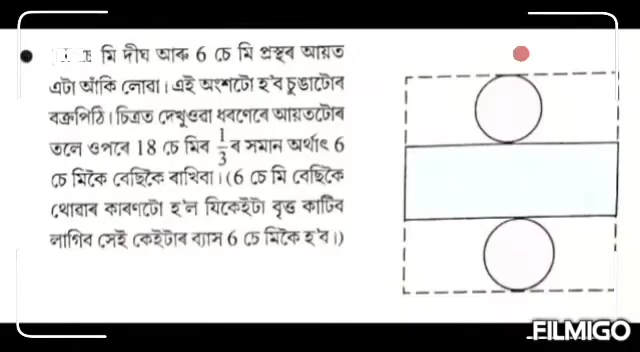 চে মি দীঘ আৰু 6 চে মি প্ৰস্থৰ আয়ত
এটা আঁকি লোৱা। এই অংশটো হ'ব চুঙাটোৰ
বক্ৰপিঠি। চিত্ৰত দেখুওৱা ধৰণেৰে আয়তটোৰ
তলে ওপৰে 18 চে মিৰ 1/3 ৰ সমান অৰ্থাৎ 6
চে মিকৈ বেছিকৈ ৰাখিবা। (6 চে মি বেছিকৈ
থোৱাৰ কাৰণটো হ'ল যিকেইটা বৃত্ত কাটিব
লাগিব সেই কেইটাৰ ব্যাস 6 চে মিকৈ হ'ব।)
FILMIGO